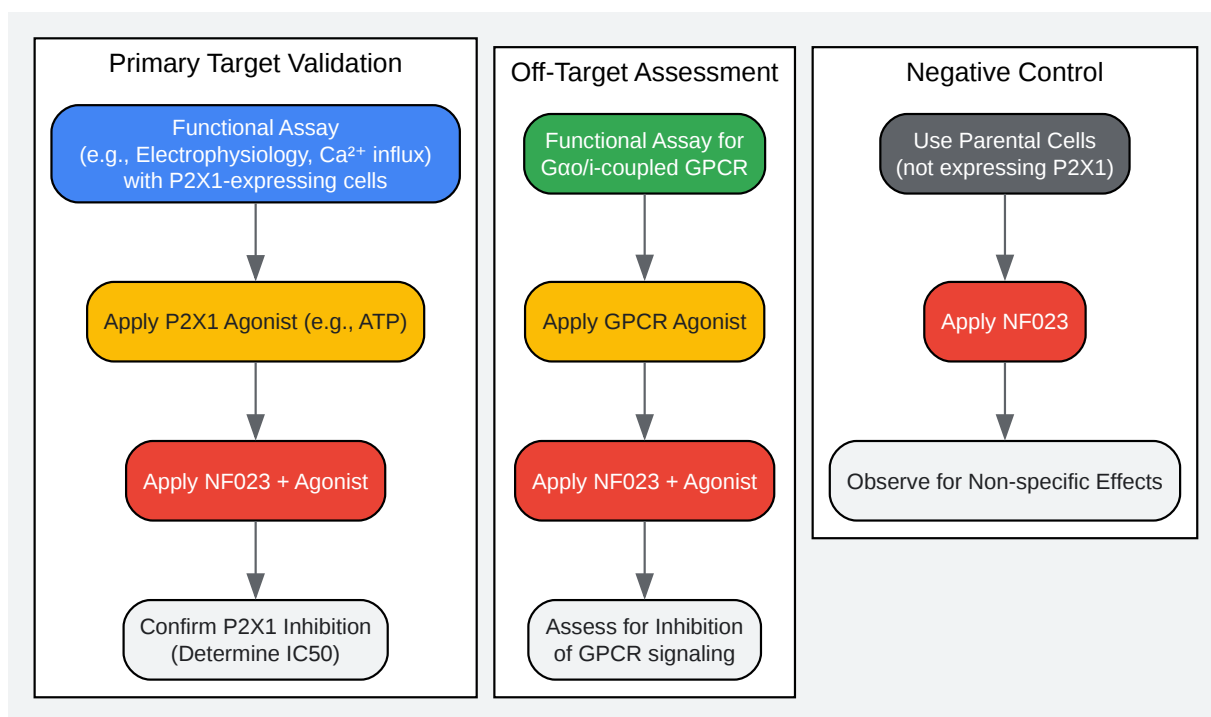 Primary Target Validation
Functional Assay
(e.g., Electrophysiology, Ca²⁺ influx)
with P2X1-expressing cells
Apply P2X1 Agonist (e.g., ATP)
Apply NF023 + Agonist
Confirm P2X1 Inhibition
(Determine IC50)
Off-Target Assessment
Functional Assay for
Gαo/i-coupled GPCR
Apply GPCR Agonist
Apply NF023 + Agonist
Assess for Inhibition
of GPCR signaling
Negative Control
Use Parental Cells
(not expressing P2X1)
Apply NF023
Observe for Non-specific Effects